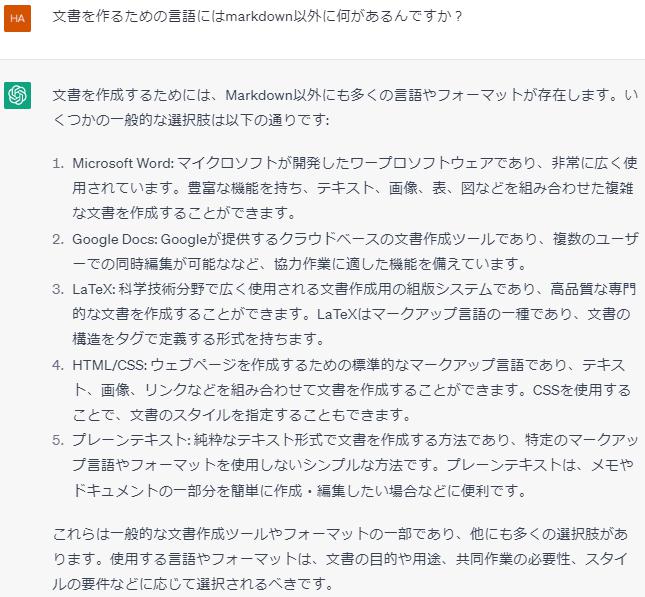 HA 文書を作るための言語にはmarkdown以外に何があるんですか？
文書を作成するためには、Markdown以外にも多くの言語やフォーマットが存在します。い
くつかの一般的な選択肢は以下の通りです:
1. Microsoft Word: マイクロソフトが開発したワープロソフトウェアであり、非常に広く使
用されています。豊富な機能を持ち、テキスト、画像、表、図などを組み合わせた複雑
な文書を作成することができます。
2. Google Docs: Googleが提供するクラウドベースの文書作成ツールであり、複数のユーザ
ーでの同時編集が可能ななど、協力作業に適した機能を備えています。
3. LaTeX: 科学技術分野で広く使用される文書作成用の組版システムであり、高品質な専門
的な文書を作成することができます。LaTeXはマークアップ言語の一種であり、文書の
構造をタグで定義する形式を持ちます。
4. HTML/CSS: ウェブページを作成するための標準的なマークアップ言語であり、テキス
ト、画像、リンクなどを組み合わせて文書を作成することができます。CSSを使用する
ことで、文書のスタイルを指定することもできます。
5. プレーンテキスト: 純粋なテキスト形式で文書を作成する方法であり、特定のマークアッ
プ言語やフォーマットを使用しないシンプルな方法です。プレーンテキストは、メモや
ドキュメントの一部分を簡単に作成・編集したい場合などに便利です。
これらは一般的な文書作成ツールやフォーマットの一部であり、他にも多くの選択肢があ
ります。使用する言語やフォーマットは、文書の目的や用途、共同作業の必要性、スタイ
ルの要件などに応じて選択されるべきです。